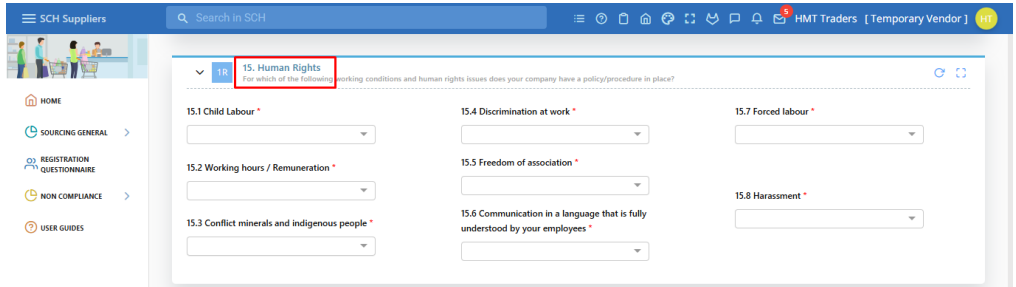 SCH Suppliers
Search in SCH
5
HMT Traders [ Temporary Vendor ]
HT
HOME
SOURCING GENERAL
REGISTRATION
QUESTIONNAIRE
NON COMPLIANCE
USER GUIDES
1R
15. Human Rights
For which of the following working conditions and human rights issues does your company have a policy/procedure in place?
15.1 Child Labour *
15.2 Working hours / Remuneration *
15.3 Conflict minerals and indigenous people *
15.4 Discrimination at work *
15.5 Freedom of association *
15.6 Communication in a language that is fully
understood by your employees *
15.7 Forced labour *
15.8 Harassment *